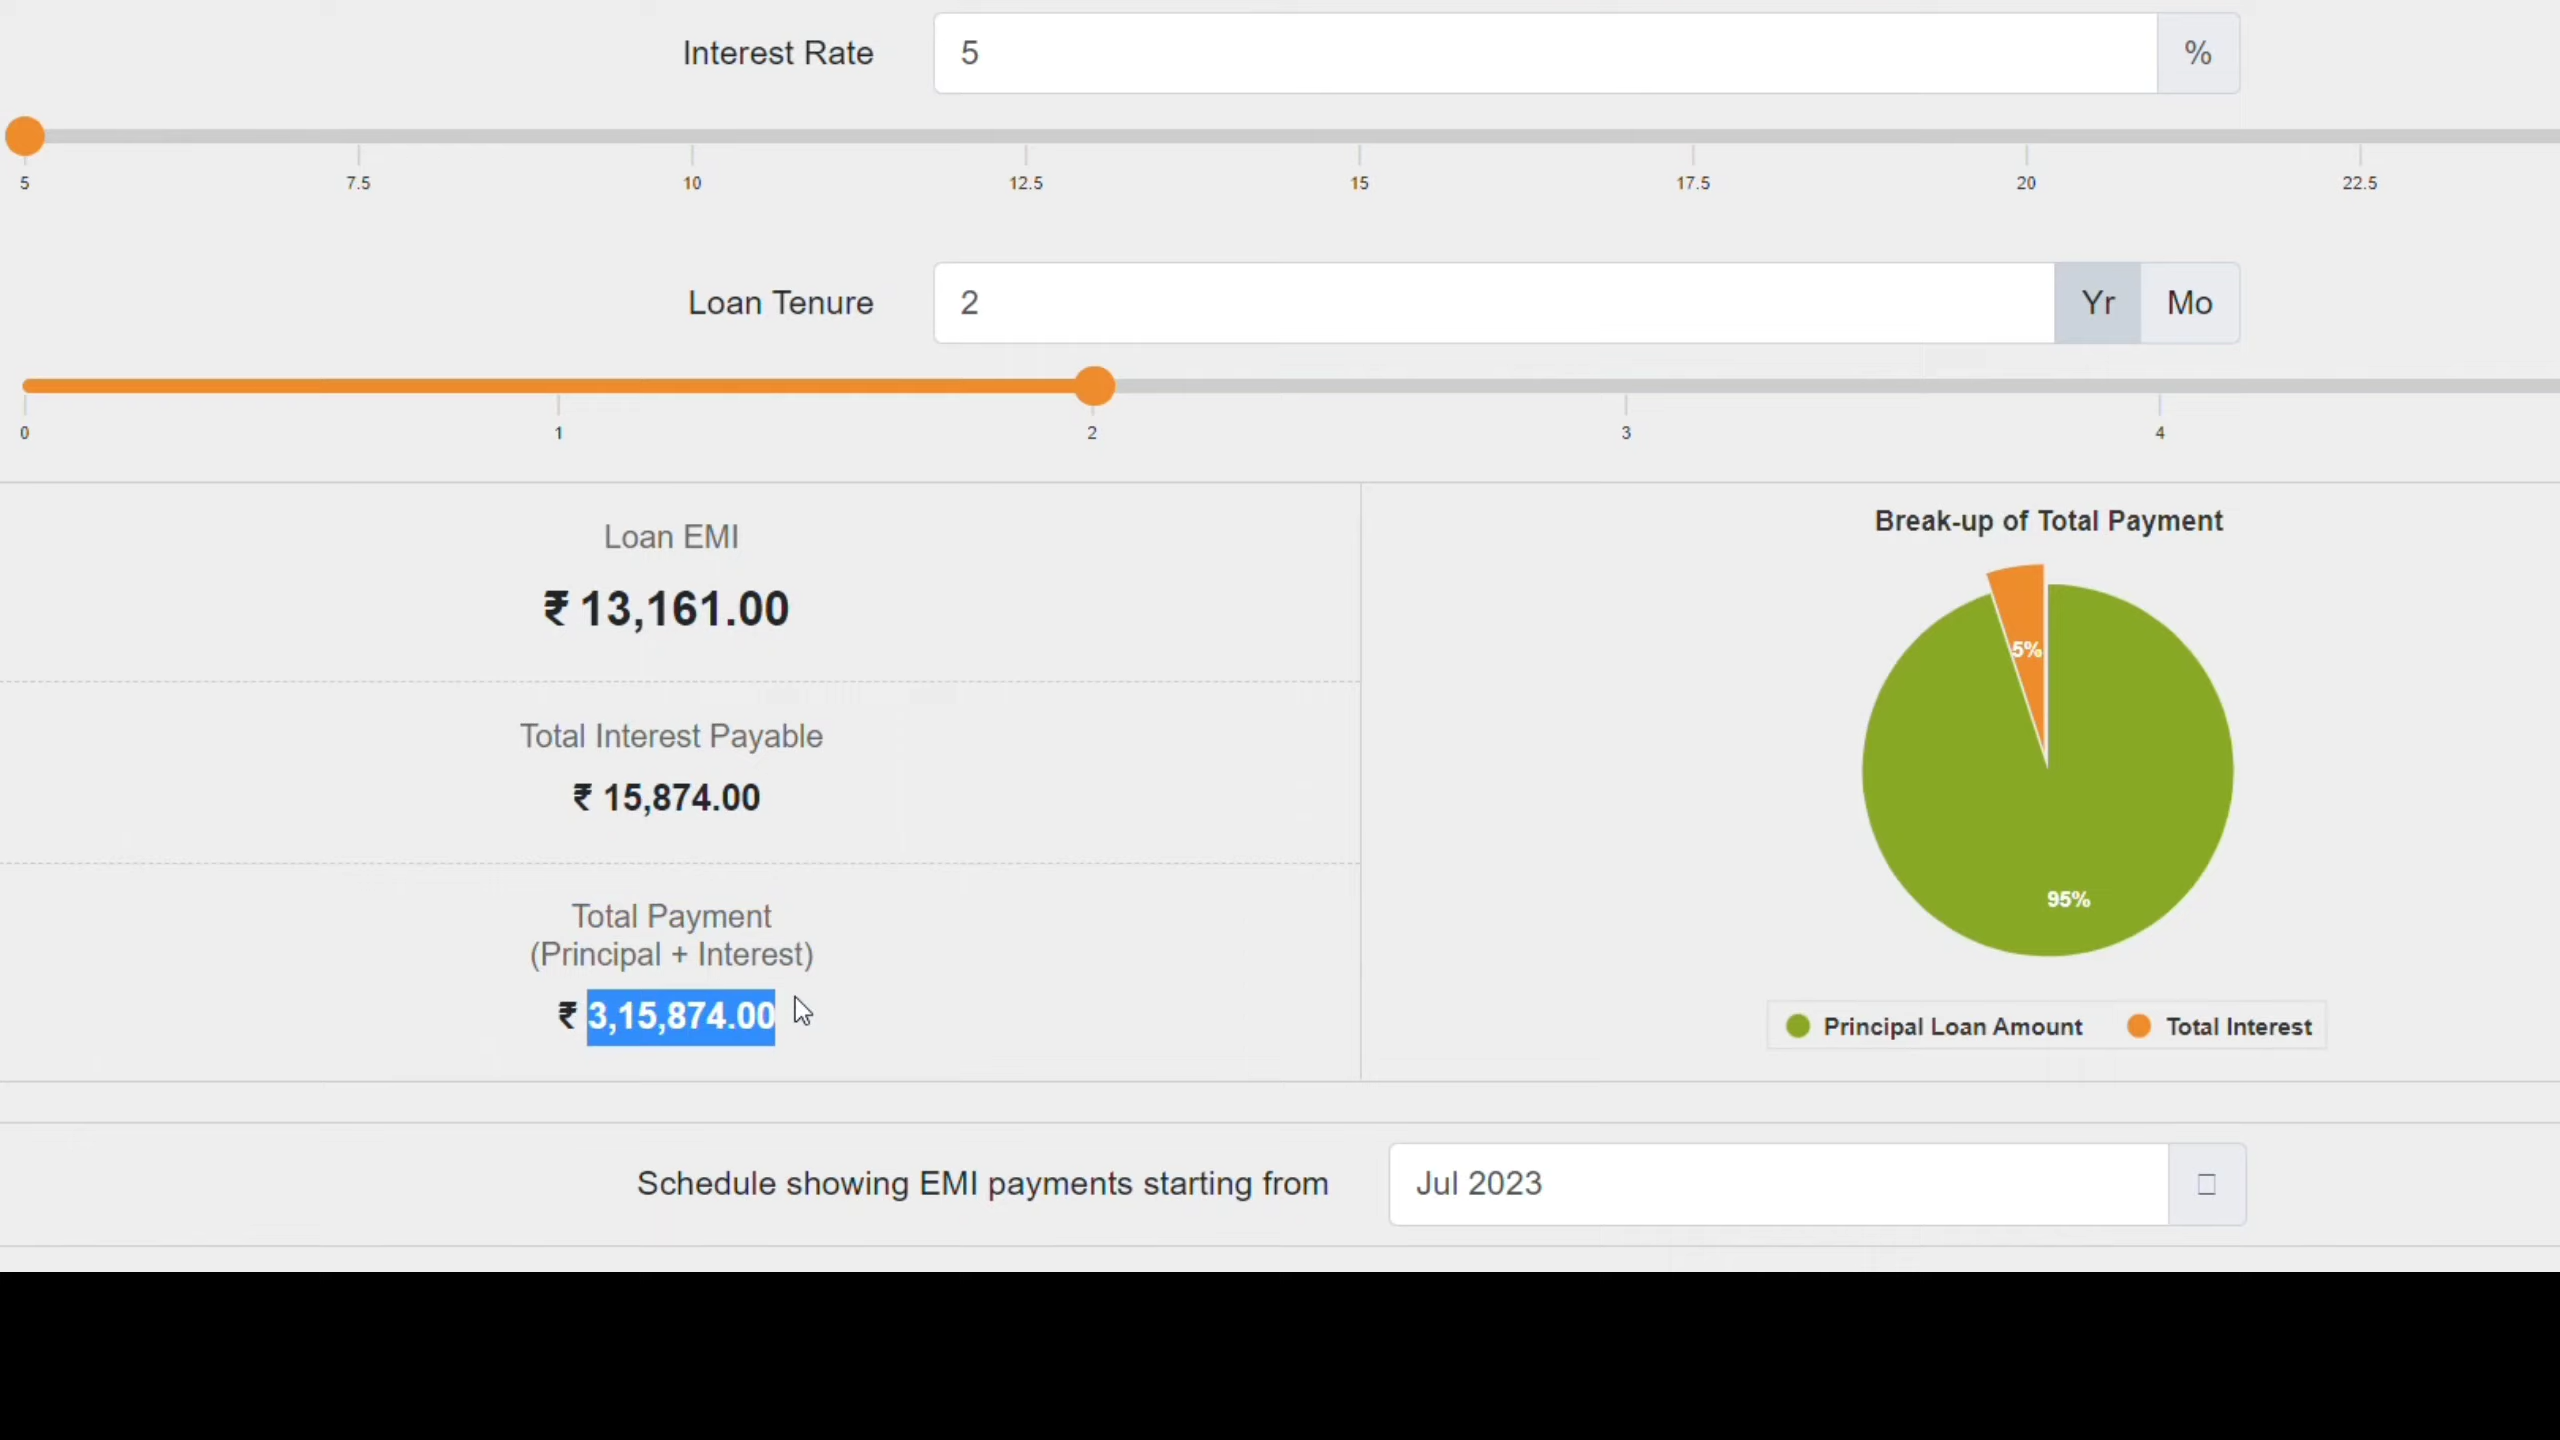 Interest Rate 5 %
5 7.5 10 12.5 15 17.5 20 22.5
Loan Tenure 2 Yr Mo
0 1 2 3 4
Loan EMI
₹ 13,161.00
Total Interest Payable
₹ 15,874.00
Total Payment
(Principal + Interest)
₹ 3,15,874.00
Break-up of Total Payment
5%
95%
Principal Loan Amount Total Interest
Schedule showing EMI payments starting from Jul 2023